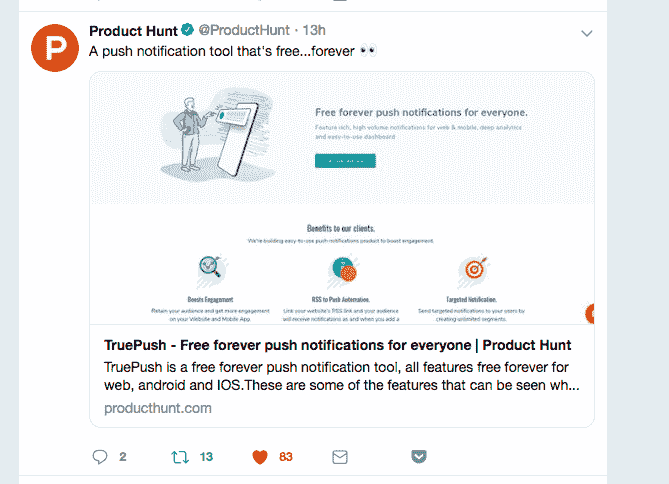 P
Product Hunt @ProductHunt · 13h
A push notification tool that's free...forever 👀
Free forever push notifications for everyone.
Feature rich, high volume notifications for web & mobile, deep analytics
and easy-to-use dashboard
Benefits to our clients.
We're building easy-to-use push notifications product to boost engagement.
Boosts Engagement
Retain your audience and get more engagement
on your Website and Mobile App
RSS to Push Automation.
Link your website's RSS link and your audience
will receive notifications as and when you add a
Targeted Notification.
Send targeted notifications to your users by
creating unlimited segments.
TruePush - Free forever push notifications for everyone | Product Hunt
TruePush is a free forever push notification tool, all features free forever for
web, android and IOS.These are some of the features that can be seen wh...
producthunt.com
2 13 83